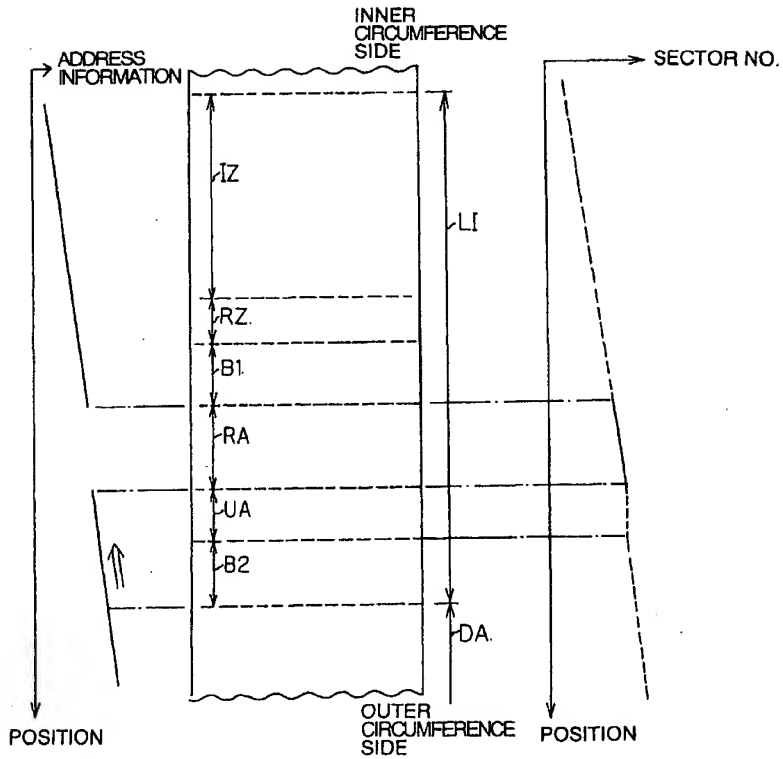 INNER
CIRCUMFERENCE
SIDE
ADDRESS
INFORMATION
SECTOR NO.
IZ
LI
RZ.
B1.
RA
UA
B2
DA.
OUTER
CIRCUMFERENCE
SIDE
POSITION
POSITION